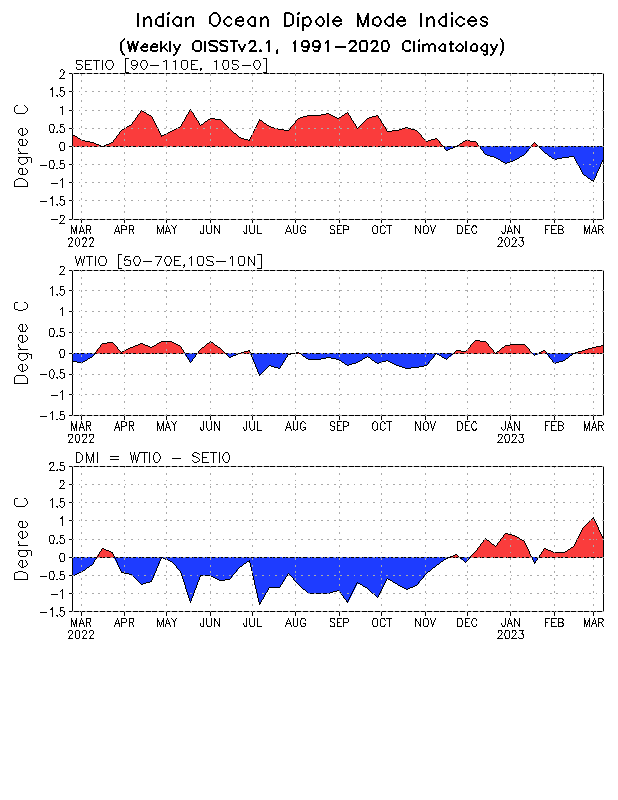 Indian Ocean Dipole Mode Indices
(Weekly OISSTv2.1, 1991-2020 Climatology)
SETIO [90-110E, 10S-0]
Degree C
2
1.5
1
0.5
0
-0.5
-1
-1.5
-2
MAR APR MAY JUN JUL AUG SEP OCT NOV DEC JAN FEB MAR
2022 2023
WTIO [50-70E,10S-10N]
Degree C
2
1.5
1
0.5
0
-0.5
-1
-1.5
MAR APR MAY JUN JUL AUG SEP OCT NOV DEC JAN FEB MAR
2022 2023
DMI = WTIO - SETIO
Degree C
2.5
2
1.5
1
0.5
0
-0.5
-1
-1.5
MAR APR MAY JUN JUL AUG SEP OCT NOV DEC JAN FEB MAR
2022 2023